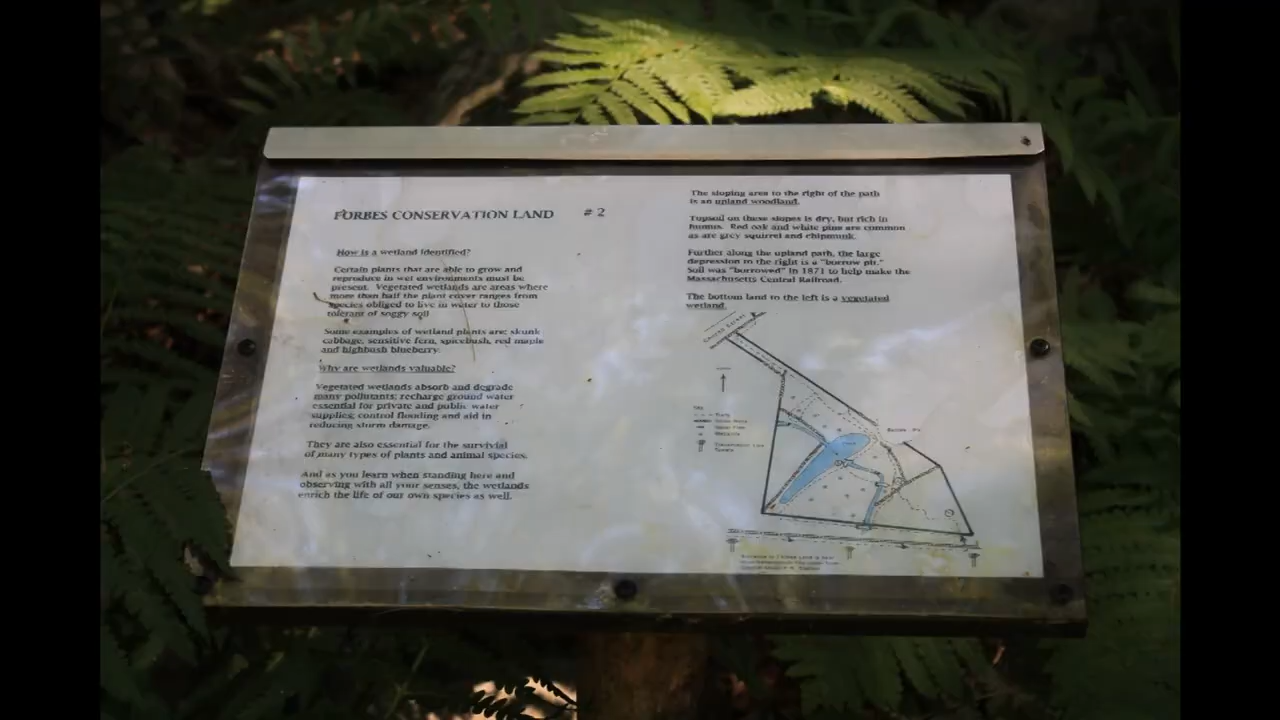 FORBES CONSERVATION LAND # 2
How is a wetland identified?
Certain plants that are able to grow and
reproduce in wet environments must be
present. Vegetated wetlands are areas where
more than half the plant cover ranges from
species obliged to live in water to those
tolerant of soggy soil
Some examples of wetland plants are: skunk
cabbage, sensitive fern, spicebush, red maple
and highbush blueberry.
Why are wetlands valuable?
Vegetated wetlands absorb and degrade
many pollutants; recharge ground water
essential for private and public water
supplies; control flooding and aid in
reducing storm damage.
They are also essential for the survivial
of many types of plants and animal species.
And as you learn when standing here and
observing with all your senses, the wetlands
enrich the life of our own species as well.
The sloping area to the right of the path
is an upland woodland.
Topsoil on these slopes is dry, but rich in
humus. Red oak and white pine are common
as are grey squirrel and chipmunk.
Further along the upland path, the large
depression to the right is a "borrow pit."
Soil was "borrowed" in 1871 to help make the
Massachusetts Central Railroad.
The bottom land to the left is a vegetated
wetland.